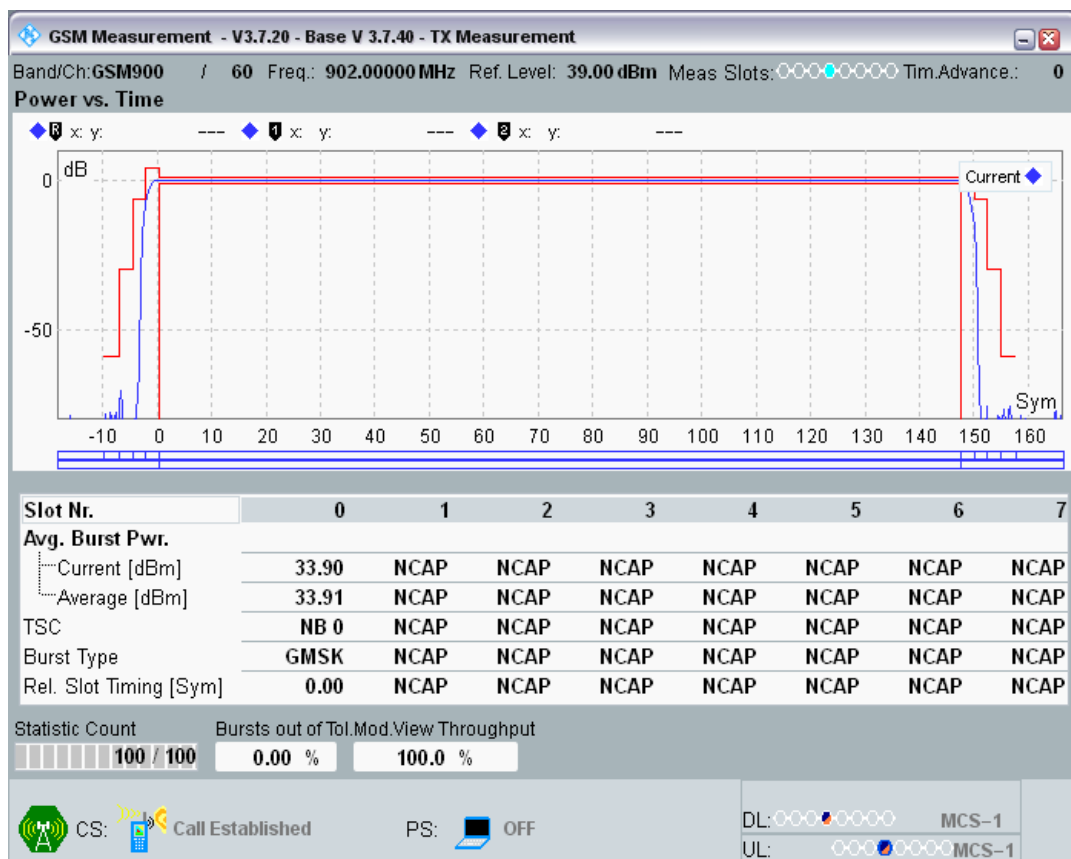 GSM Measurement - V3.7.20 - Base V 3.7.40 - TX Measurement
Band/Ch:GSM900 / 60 Freq.: 902.00000 MHz Ref. Level: 39.00 dBm Meas Slots: Tim.Advance.: 0
Power vs. Time
R x: y: --- 1 x: y: --- 2 x: y: ---
dB
Current
0
-50
Sym
-10 0 10 20 30 40 50 60 70 80 90 100 110 120 130 140 150 160
Slot Nr. 0 1 2 3 4 5 6 7
Avg. Burst Pwr.
Current [dBm] 33.90 NCAP NCAP NCAP NCAP NCAP NCAP NCAP
Average [dBm] 33.91 NCAP NCAP NCAP NCAP NCAP NCAP NCAP
TSC NB 0 NCAP NCAP NCAP NCAP NCAP NCAP NCAP
Burst Type GMSK NCAP NCAP NCAP NCAP NCAP NCAP NCAP
Rel. Slot Timing [Sym] 0.00 NCAP NCAP NCAP NCAP NCAP NCAP NCAP
Statistic Count Bursts out of Tol.Mod.View Throughput
100 / 100 0.00 % 100.0 %
CS: Call Established PS: OFF
DL: MCS-1
UL: MCS-1